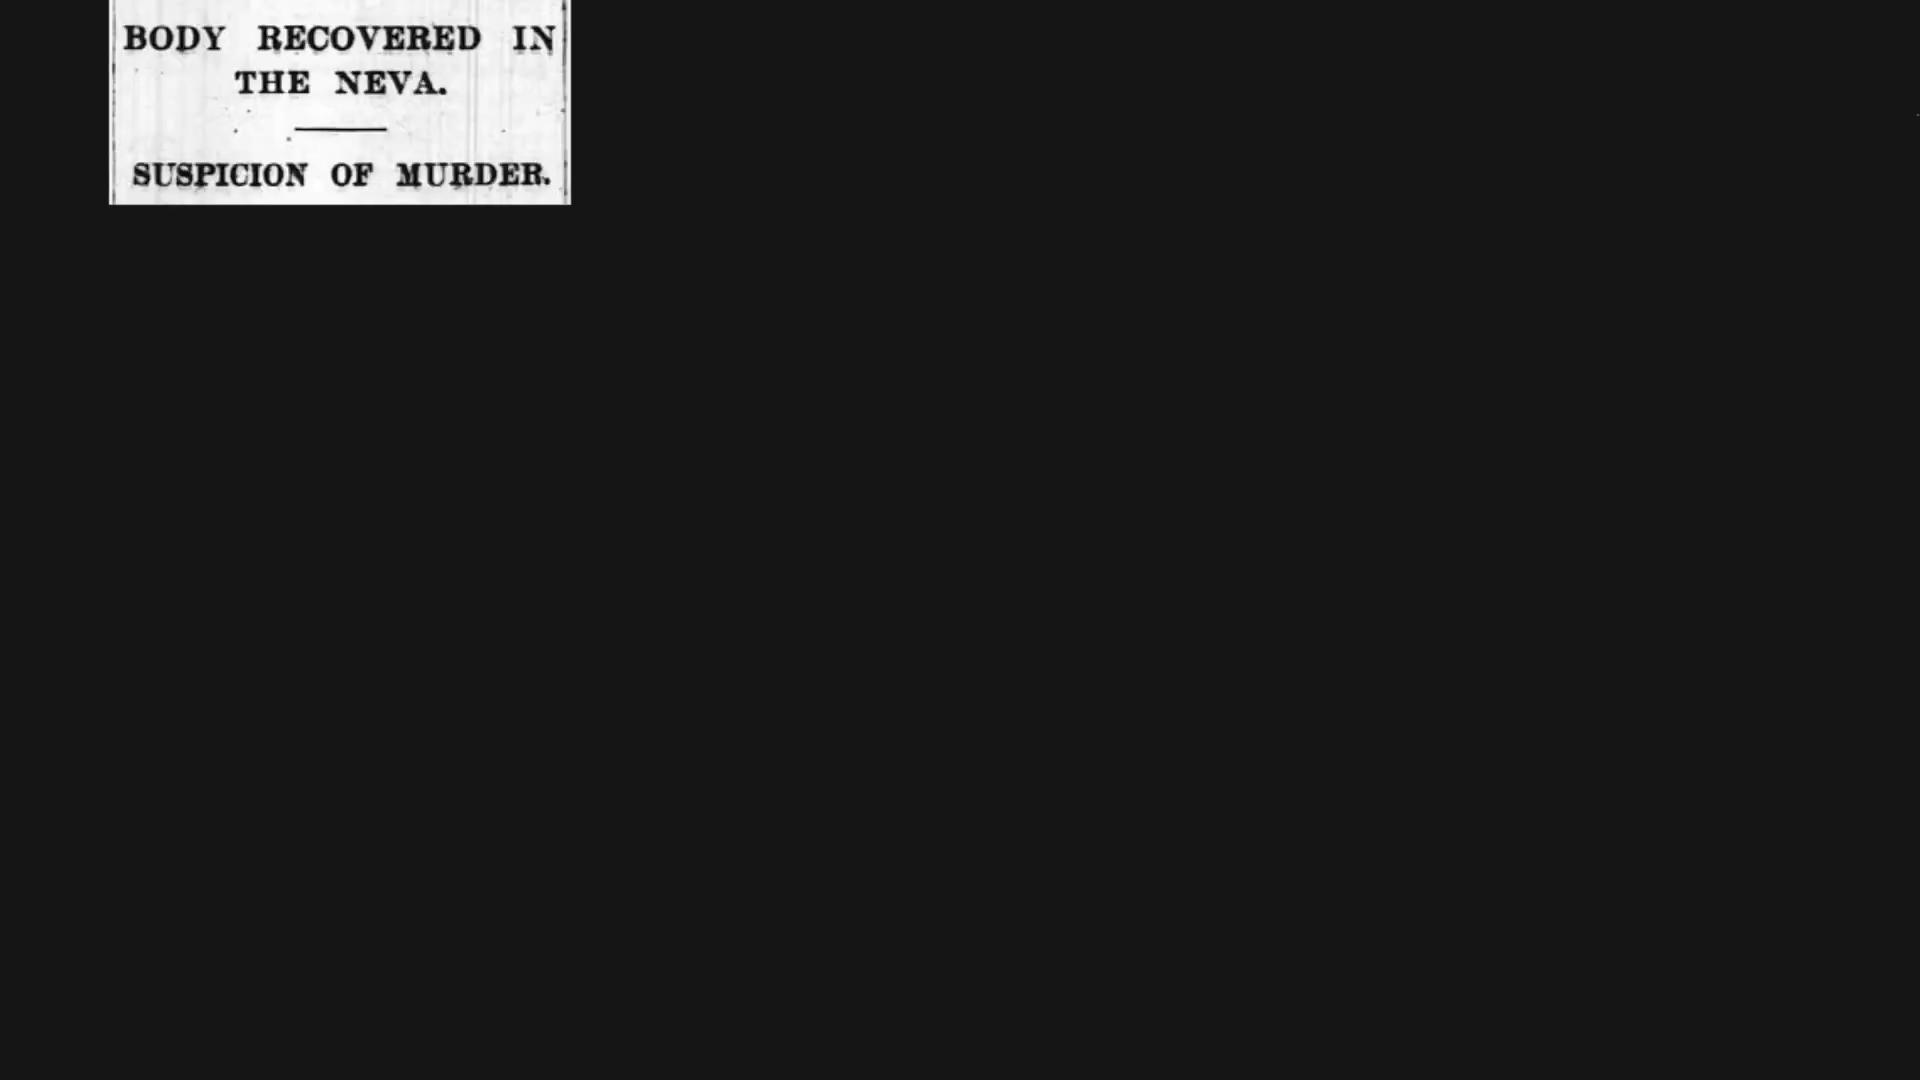 BODY RECOVERED IN
THE NEVA.
SUSPICION OF MURDER.